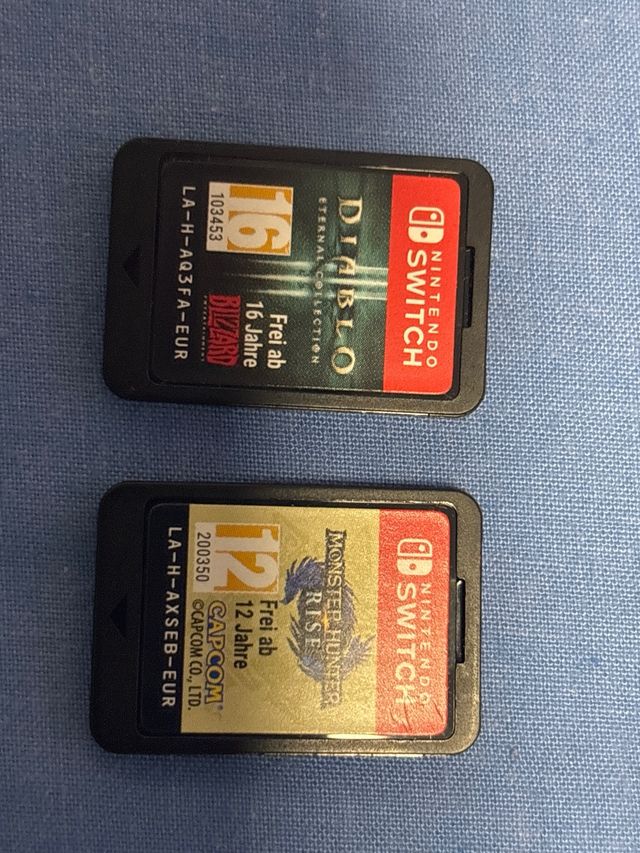 NINTENDO
SWITCH
DIABLO
ETERNAL COLLECTION
16
103453
Frei ab
16 Jahre
BLIZZARD
ENTERTAINMENT
LA-H-AQ3FA-EUR
NINTENDO
SWITCH
MONSTER HUNTER
RISE
12
200350
Frei ab
12 Jahre
CAPCOM
©CAPCOM CO., LTD.
LA-H-AXSEB-EUR